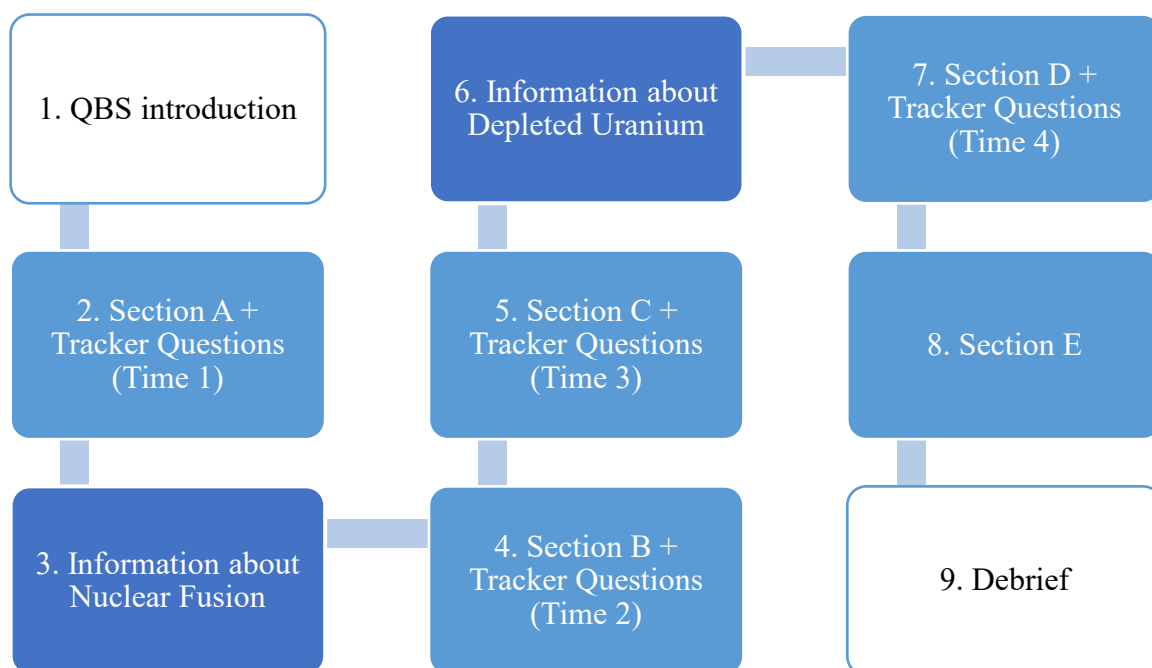 1. QBS introduction
2. Section A +
Tracker Questions
(Time 1)
3. Information about
Nuclear Fusion
4. Section B +
Tracker Questions
(Time 2)
5. Section C +
Tracker Questions
(Time 3)
6. Information about
Depleted Uranium
7. Section D +
Tracker Questions
(Time 4)
8. Section E
9. Debrief